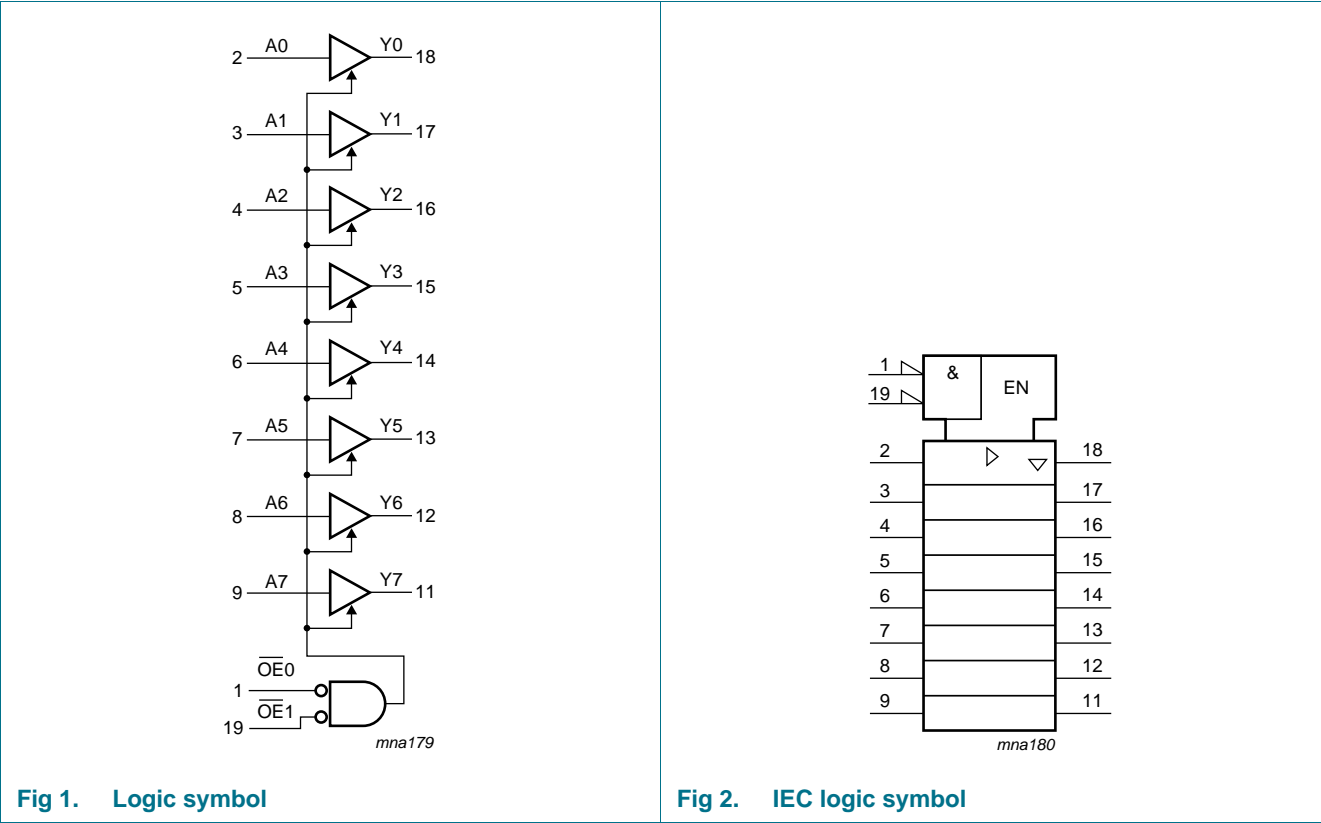 A0 Y0
2 18
A1 Y1
3 17
A2 Y2
4 16
A3 Y3
5 15
A4 Y4
6 14
A5 Y5
7 13
A6 Y6
8 12
A7 Y7
9 11
O̅E̅0
1
O̅E̅1
19
mna179
Fig 1. Logic symbol
1 &
EN
19
2 18
3 17
4 16
5 15
6 14
7 13
8 12
9 11
mna180
Fig 2. IEC logic symbol